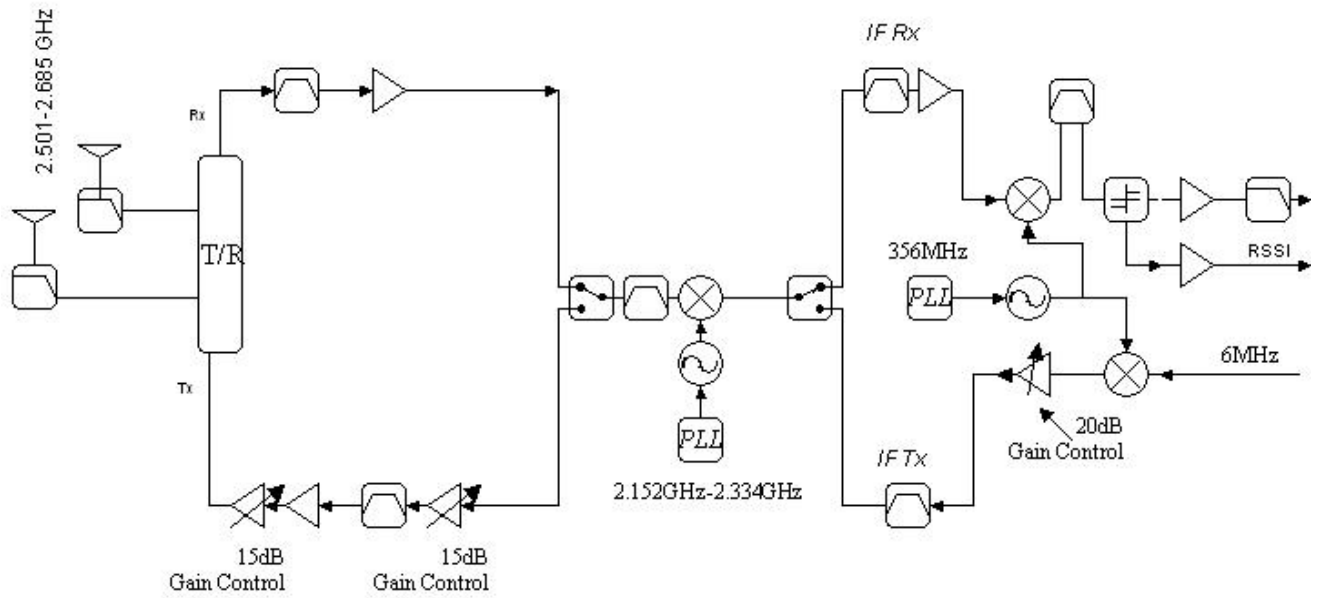 2.501-2.685 GHz
Rx
T/R
Tx
15dB
Gain Control
15dB
Gain Control
PLL
2.152GHz-2.334GHz
IF Rx
356MHz
PLL
RSSI
6MHz
20dB
Gain Control
IF Tx